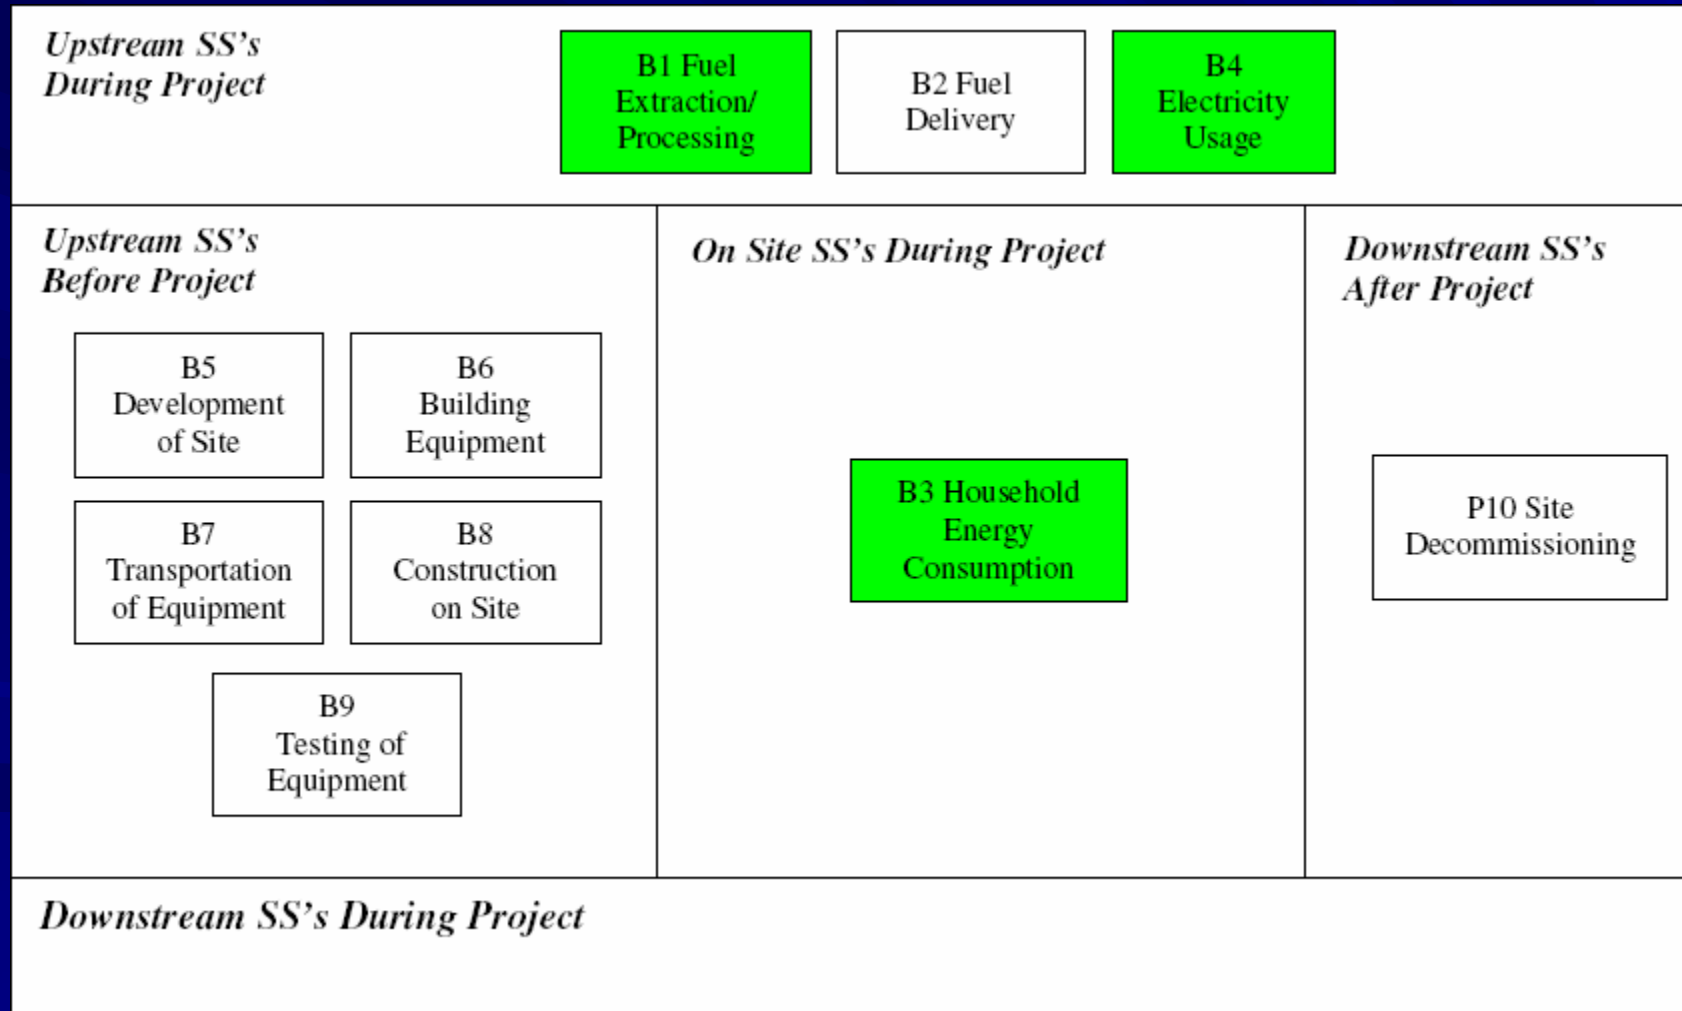 Upstream SS's
During Project
B1 Fuel
Extraction/
Processing
B2 Fuel
Delivery
B4
Electricity
Usage
Upstream SS's
Before Project
B5
Development
of Site
B6
Building
Equipment
B7
Transportation
of Equipment
B8
Construction
on Site
B9
Testing of
Equipment
On Site SS's During Project
B3 Household
Energy
Consumption
Downstream SS's
After Project
P10 Site
Decommissioning
Downstream SS's During Project